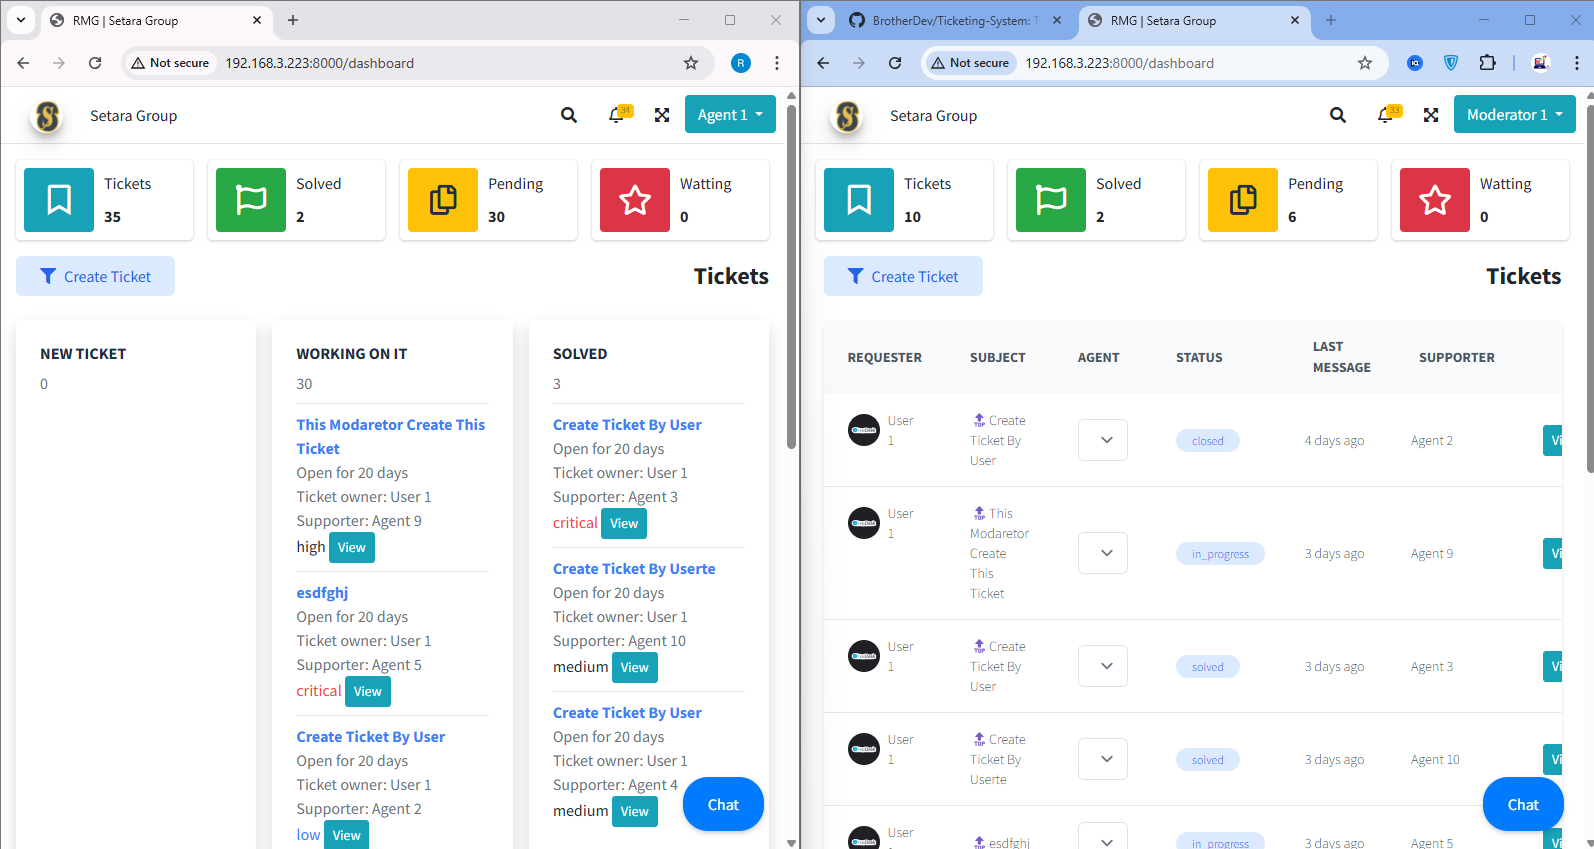 RMG | Setara Group
Not secure
192.168.3.223:8000/dashboard
R
Setara Group
34
Agent 1
Tickets
35
Solved
2
Pending
30
Watting
0
Create Ticket
Tickets
NEW TICKET
0
WORKING ON IT
30
This Modaretor Create This
Ticket
Open for 20 days
Ticket owner: User 1
Supporter: Agent 9
high View
esdfghj
Open for 20 days
Ticket owner: User 1
Supporter: Agent 5
critical View
Create Ticket By User
Open for 20 days
Ticket owner: User 1
Supporter: Agent 2
low View
SOLVED
3
Create Ticket By User
Open for 20 days
Ticket owner: User 1
Supporter: Agent 3
critical View
Create Ticket By Userte
Open for 20 days
Ticket owner: User 1
Supporter: Agent 10
medium View
Create Ticket By User
Open for 20 days
Ticket owner: User 1
Supporter: Agent 4
medium View
Chat
BrotherDev/Ticketing-System: T
RMG | Setara Group
Not secure
192.168.3.223:8000/dashboard
Setara Group
33
Moderator 1
Tickets
10
Solved
2
Pending
6
Watting
0
Create Ticket
Tickets
REQUESTER
SUBJECT
AGENT
STATUS
LAST
MESSAGE
SUPPORTER
User
1
TOP Create
Ticket By
User
closed
4 days ago
Agent 2
Vi
User
1
TOP This
Modaretor
Create
This
Ticket
in_progress
3 days ago
Agent 9
Vi
User
1
TOP Create
Ticket By
User
solved
3 days ago
Agent 3
Vi
User
1
TOP Create
Ticket By
Userte
solved
3 days ago
Agent 10
Vi
User
TOP esdfghj
in_progress
3 days ago
Agent 5
Vi
Chat